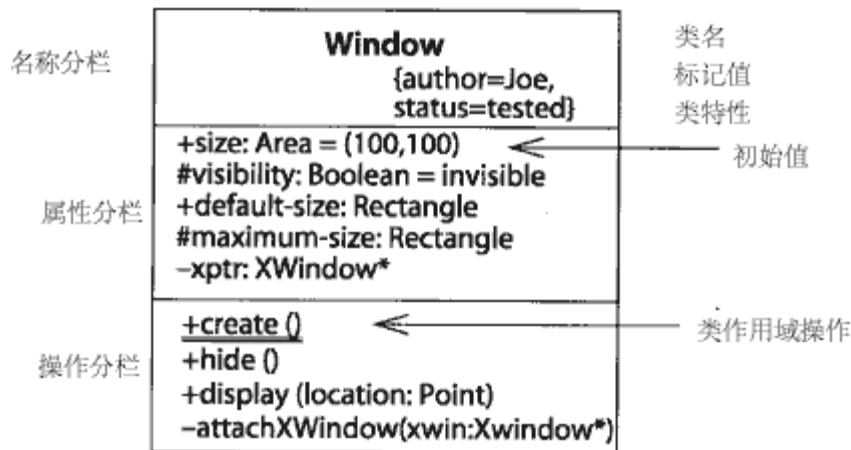 名称分栏
Window
{author=Joe,
status=tested}
类名
标记值
类特性
属性分栏
+size: Area = (100,100)
初始值
#visibility: Boolean = invisible
+default-size: Rectangle
#maximum-size: Rectangle
–xptr: XWindow*
操作分栏
+create ()
类作用域操作
+hide ()
+display (location: Point)
–attachXWindow(xwin:Xwindow*)